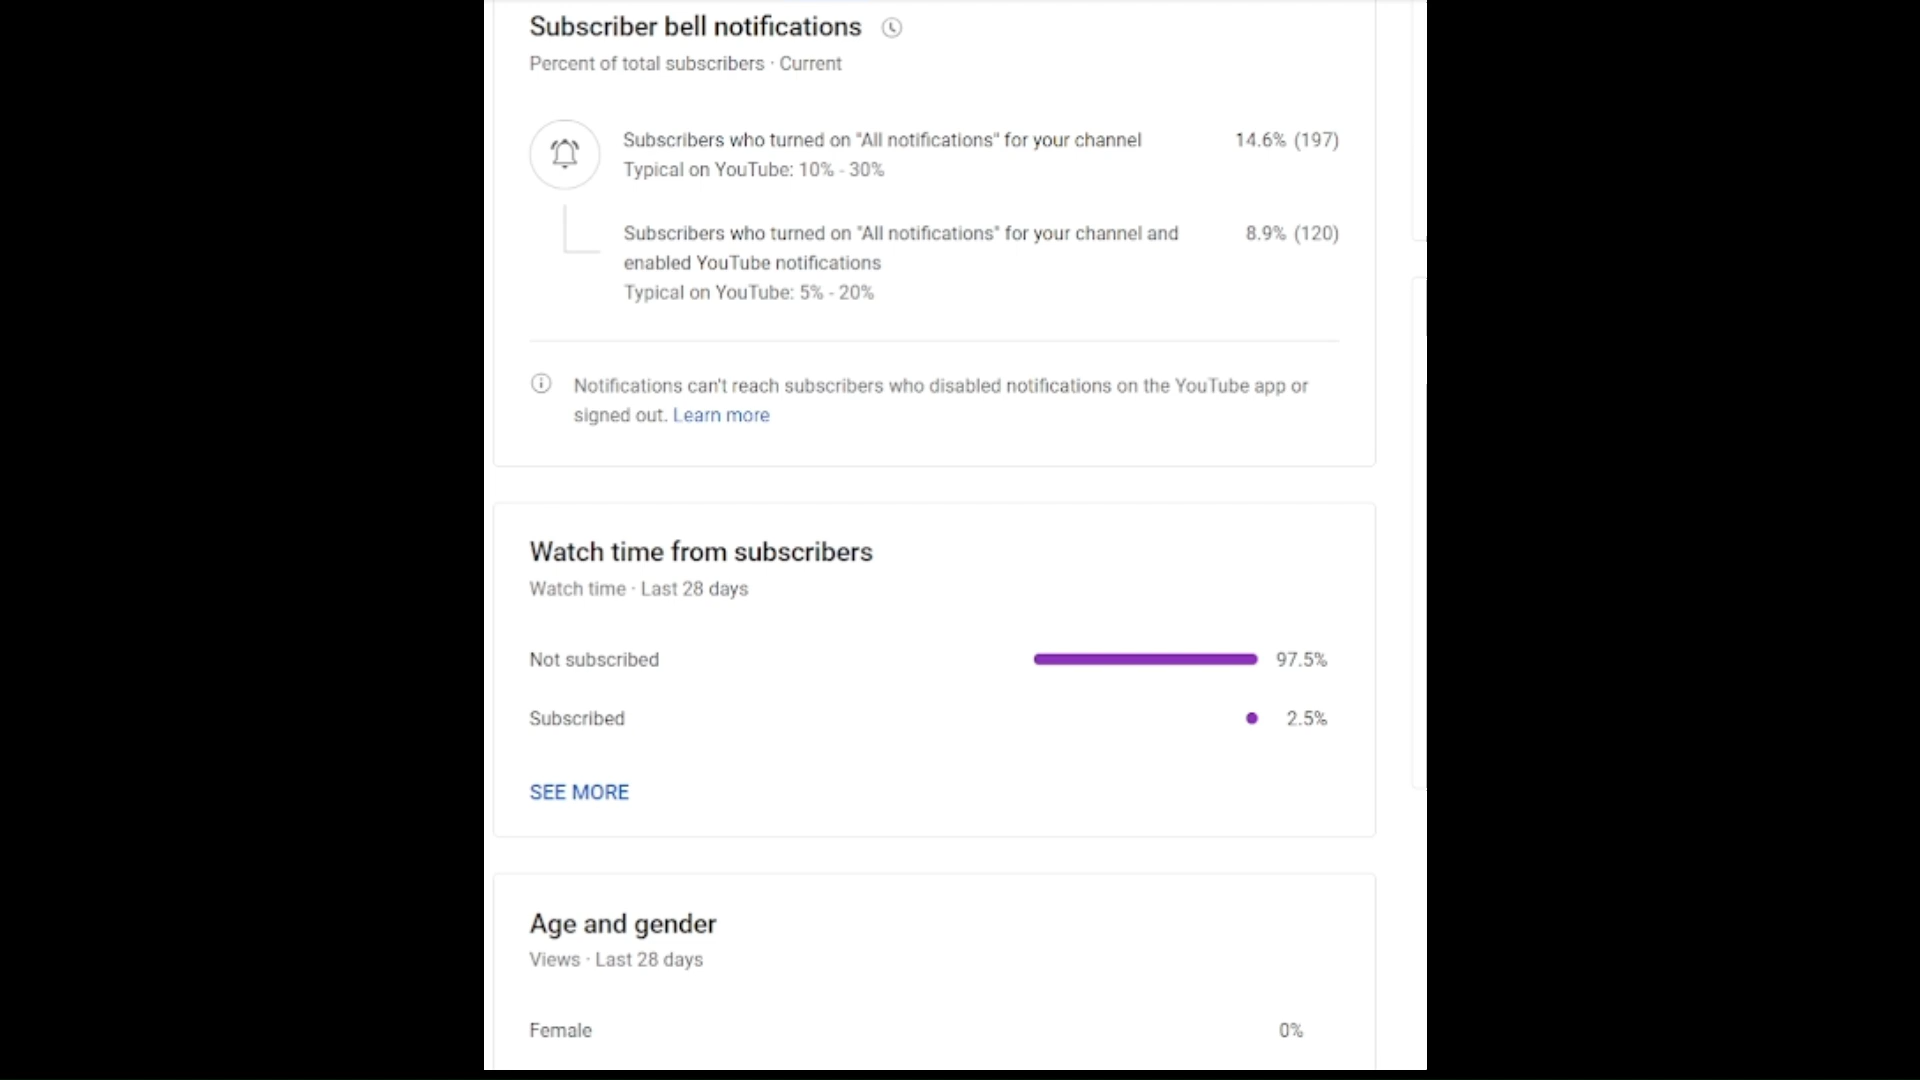 Subscriber bell notifications
Percent of total subscribers · Current
Subscribers who turned on "All notifications" for your channel 14.6% (197)
Typical on YouTube: 10% - 30%
Subscribers who turned on "All notifications" for your channel and 8.9% (120)
enabled YouTube notifications
Typical on YouTube: 5% - 20%
Notifications can't reach subscribers who disabled notifications on the YouTube app or
signed out. Learn more
Watch time from subscribers
Watch time · Last 28 days
Not subscribed 97.5%
Subscribed 2.5%
SEE MORE
Age and gender
Views · Last 28 days
Female 0%